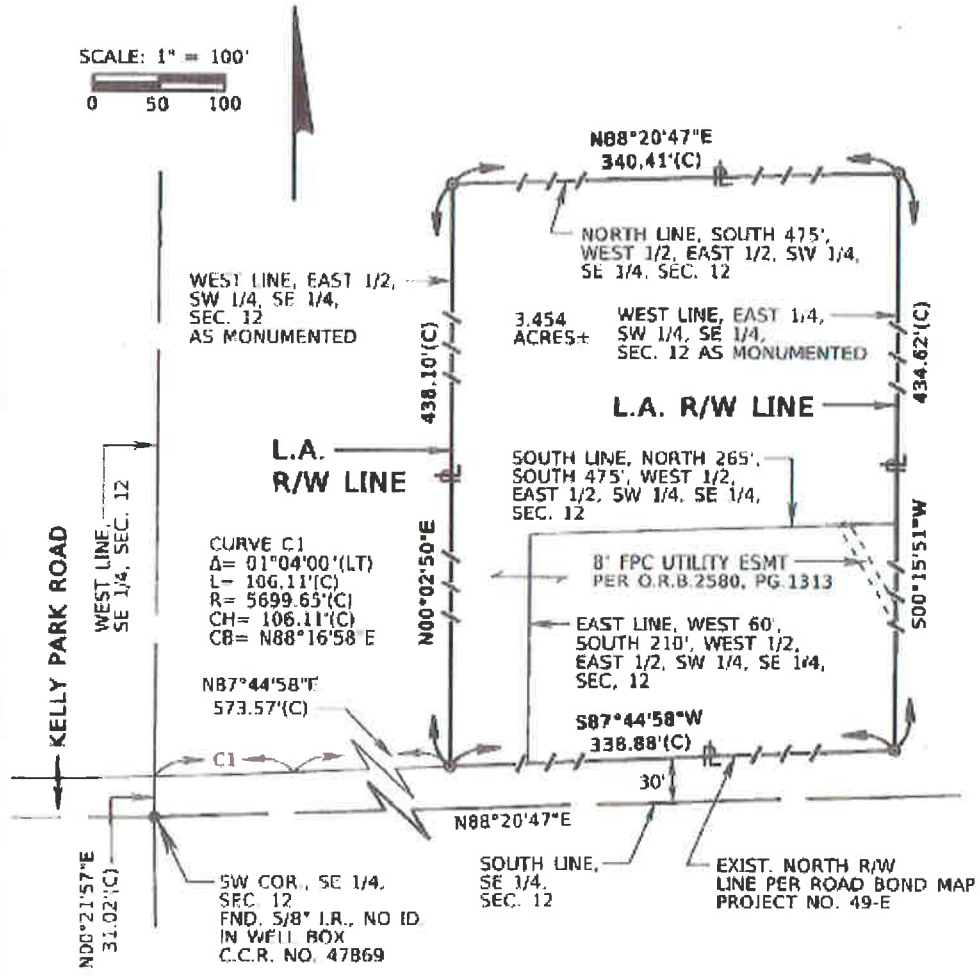 SCALE: 1" = 100'
0 50 100
N88°20'47"E
340.41'(C)
NORTH LINE, SOUTH 475',
WEST 1/2, EAST 1/2, SW 1/4,
SE 1/4, SEC. 12
WEST LINE, EAST 1/2,
SW 1/4, SE 1/4,
SEC. 12
AS MONUMENTED
3.454
ACRES±
WEST LINE, EAST 1/4,
SW 1/4, SE 1/4,
SEC. 12 AS MONUMENTED
438.10'(C)
434.62'(C)
L.A. R/W LINE
L.A.
R/W LINE
SOUTH LINE, NORTH 265',
SOUTH 475', WEST 1/2,
EAST 1/2, SW 1/4, SE 1/4,
SEC. 12
WEST LINE,
SE 1/4, SEC. 12
KELLY PARK ROAD
CURVE C1
Δ= 01°04'00"(LT)
L= 106.11'(C)
R= 5699.65'(C)
CH= 106.11'(C)
CB= N88°16'58"E
N00°02'50"E
8' FPC UTILITY ESMT
PER O.R.B.2580, PG.1313
S00°15'51"W
EAST LINE, WEST 60',
SOUTH 210', WEST 1/2,
EAST 1/2, SW 1/4, SE 1/4,
SEC, 12
N87°44'58"E
573.57'(C)
S87°44'58"W
338.88'(C)
C1
30'
N88°20'47"E
N00°21'57"E
31.02'(C)
SW COR., SE 1/4,
SEC. 12
FND. 5/8" I.R., NO ID.
IN WELL BOX
C.C.R. NO. 47869
SOUTH LINE,
SE 1/4,
SEC. 12
EXIST. NORTH R/W
LINE PER ROAD BOND MAP
PROJECT NO. 49-E